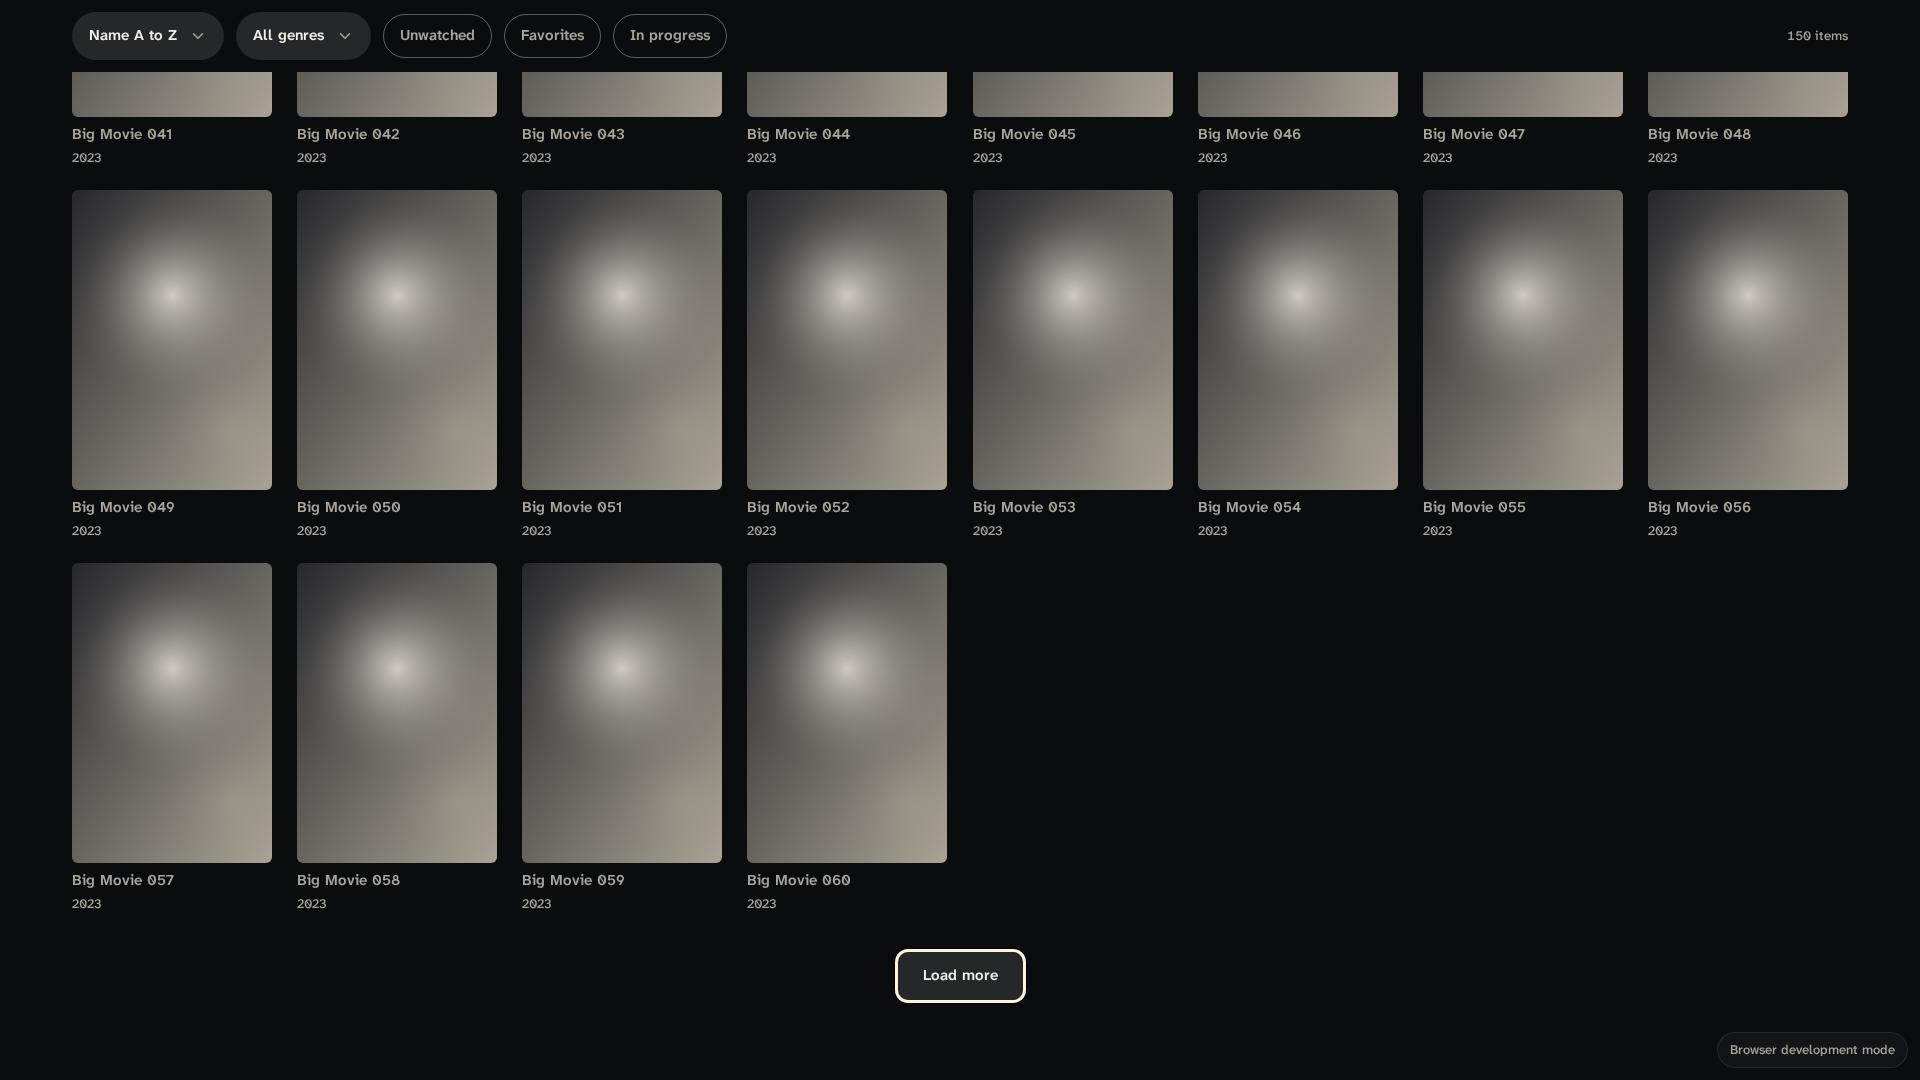 Name A to Z
All genres
Unwatched
Favorites
In progress
150 items
Big Movie 041
Big Movie 042
Big Movie 043
Big Movie 044
Big Movie 045
Big Movie 046
Big Movie 047
Big Movie 048
2023
2023
2023
2023
2023
2023
2023
2023
Big Movie 049
Big Movie 050
Big Movie 051
Big Movie 052
Big Movie 053
Big Movie 054
Big Movie 055
Big Movie 056
2023
2023
2023
2023
2023
2023
2023
2023
Big Movie 057
Big Movie 058
Big Movie 059
Big Movie 060
2023
2023
2023
2023
Load more
Browser development mode